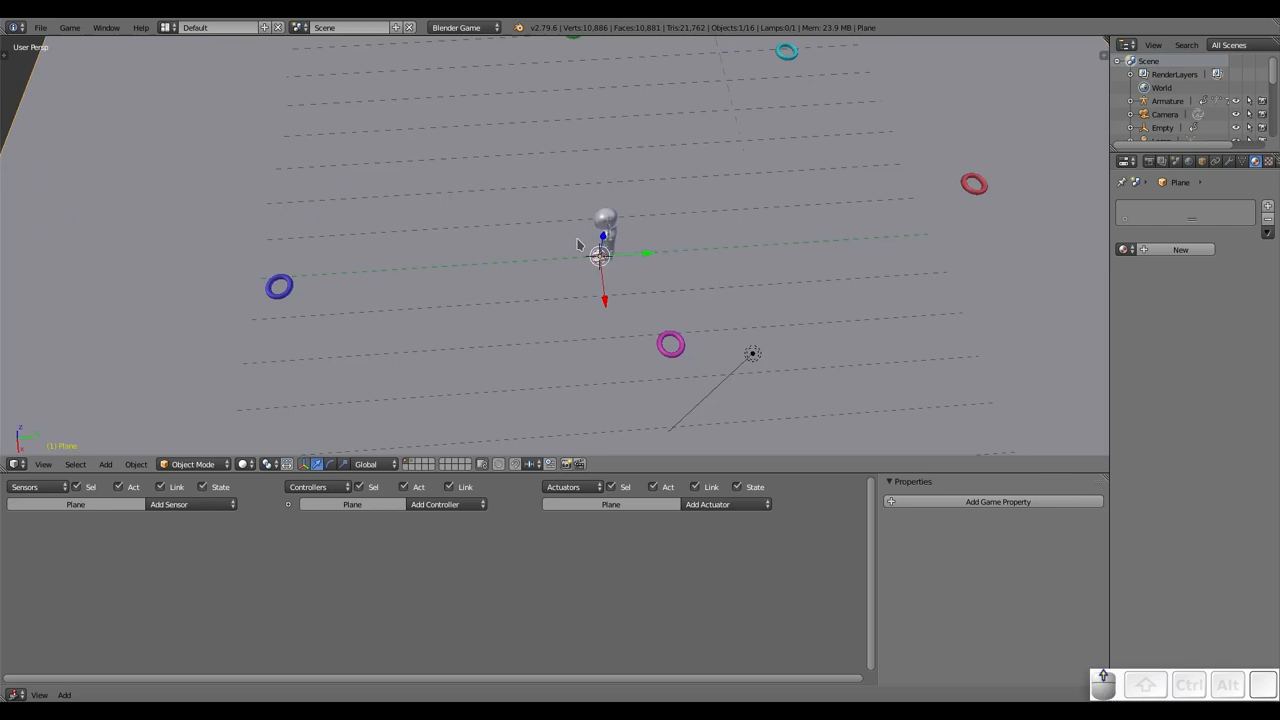 File Game Window Help Default Scene Blender Game v2.79.6 | Verts:10,886 | Faces:10,881 | Tris:21,762 | Objects:1/16 | Lamps:0/1 | Mem: 23.9 MB | Plane
User Persp
View Search All Scenes
Scene
RenderLayers
World
Armature
Camera
Empty
Plane
New
(1) Plane
View Select Add Object Object Mode Global
Sensors Sel Act Link State Controllers Sel Act Link Actuators Sel Act Link State
Plane Add Sensor Plane Add Controller Plane Add Actuator
Properties
Add Game Property
View Add
Ctrl Alt